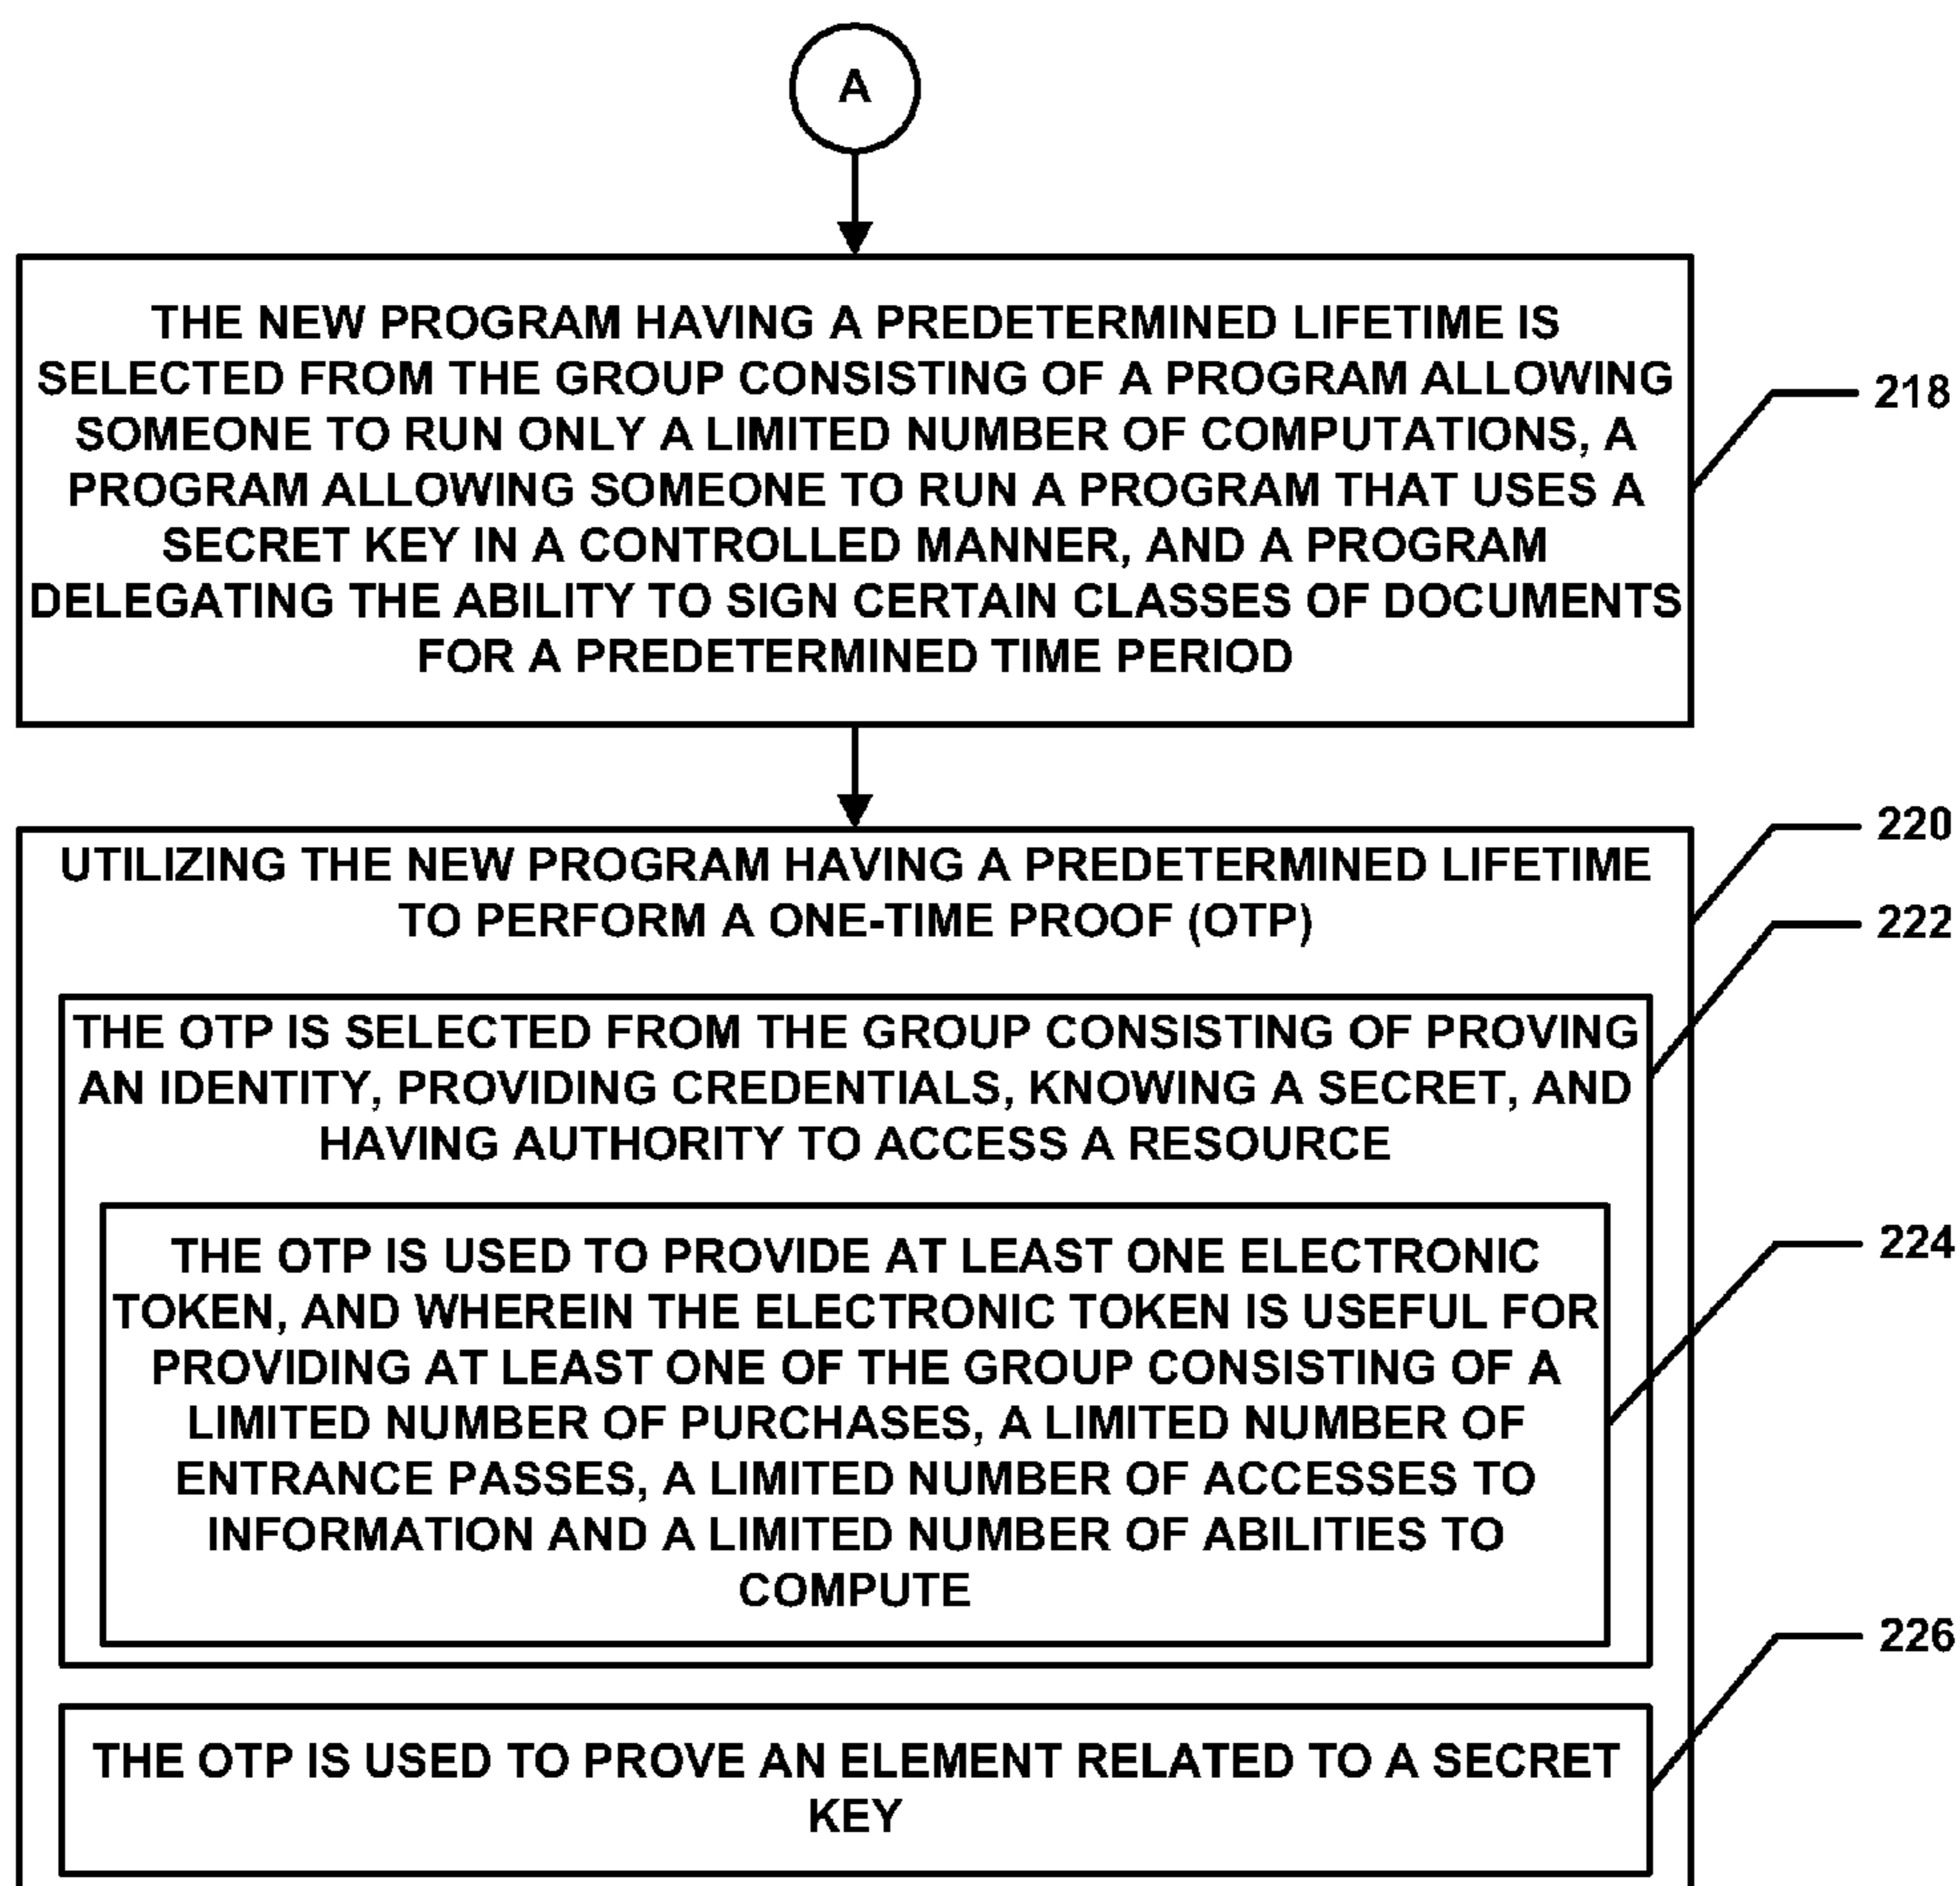 A
THE NEW PROGRAM HAVING A PREDETERMINED LIFETIME IS
SELECTED FROM THE GROUP CONSISTING OF A PROGRAM ALLOWING
SOMEONE TO RUN ONLY A LIMITED NUMBER OF COMPUTATIONS, A
PROGRAM ALLOWING SOMEONE TO RUN A PROGRAM THAT USES A
SECRET KEY IN A CONTROLLED MANNER, AND A PROGRAM
DELEGATING THE ABILITY TO SIGN CERTAIN CLASSES OF DOCUMENTS
FOR A PREDETERMINED TIME PERIOD
218
UTILIZING THE NEW PROGRAM HAVING A PREDETERMINED LIFETIME
TO PERFORM A ONE-TIME PROOF (OTP)
220
THE OTP IS SELECTED FROM THE GROUP CONSISTING OF PROVING
AN IDENTITY, PROVIDING CREDENTIALS, KNOWING A SECRET, AND
HAVING AUTHORITY TO ACCESS A RESOURCE
222
THE OTP IS USED TO PROVIDE AT LEAST ONE ELECTRONIC
TOKEN, AND WHEREIN THE ELECTRONIC TOKEN IS USEFUL FOR
PROVIDING AT LEAST ONE OF THE GROUP CONSISTING OF A
LIMITED NUMBER OF PURCHASES, A LIMITED NUMBER OF
ENTRANCE PASSES, A LIMITED NUMBER OF ACCESSES TO
INFORMATION AND A LIMITED NUMBER OF ABILITIES TO
COMPUTE
224
THE OTP IS USED TO PROVE AN ELEMENT RELATED TO A SECRET
KEY
226